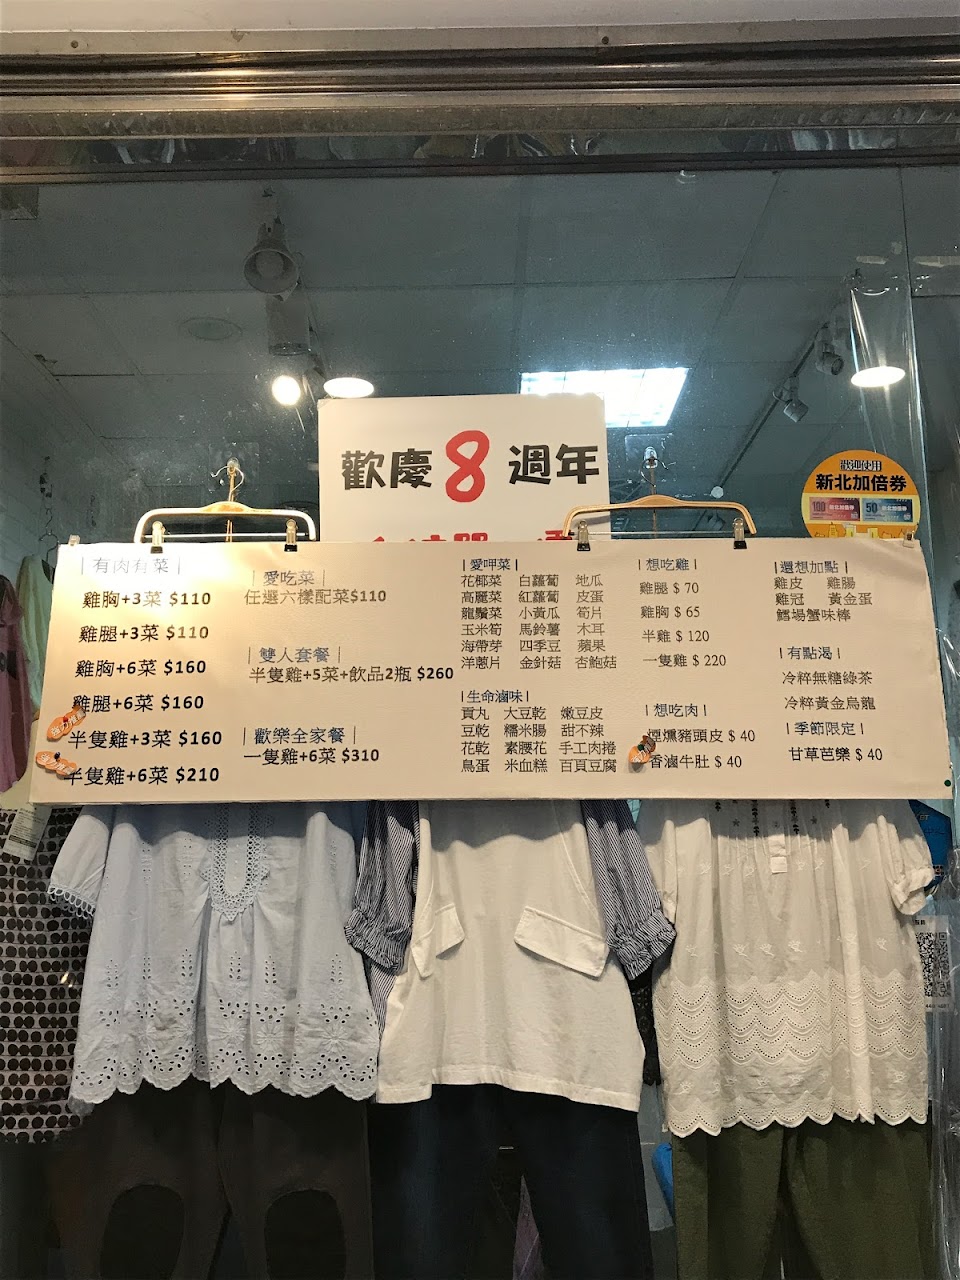 歡慶8週年
歡迎使用
新北加倍券
100
50
| 有肉有菜 |
雞胸+3菜 $110
雞腿+3菜 $110
雞胸+6菜 $160
雞腿+6菜 $160
半隻雞+3菜 $160
半隻雞+6菜 $210
| 愛吃菜 |
任選六樣配菜$110
| 雙人套餐 |
半隻雞+5菜+飲品2瓶 $260
| 歡樂全家餐 |
一隻雞+6菜 $310
| 愛呷菜 |
花椰菜 白蘿蔔 地瓜
高麗菜 紅蘿蔔 皮蛋
龍鬚菜 小黃瓜 筍片
玉米筍 馬鈴薯 木耳
海帶芽 四季豆 蘋果
洋蔥片 金針菇 杏鮑菇
| 生命滷味 |
貢丸 大豆乾 嫩豆皮
豆乾 糯米腸 甜不辣
花乾 素腰花 手工肉捲
鳥蛋 米血糕 百頁豆腐
| 想吃雞 |
雞腿 $ 70
雞胸 $ 65
半雞 $ 120
一隻雞 $ 220
| 想吃肉 |
煙燻豬頭皮 $ 40
香滷牛肚 $ 40
| 還想加點 |
雞皮 雞腸
雞冠 黃金蛋
鱈場蟹味棒
| 有點渴 |
冷粹無糖綠茶
冷粹黃金烏龍
| 季節限定 |
甘草芭樂 $ 40